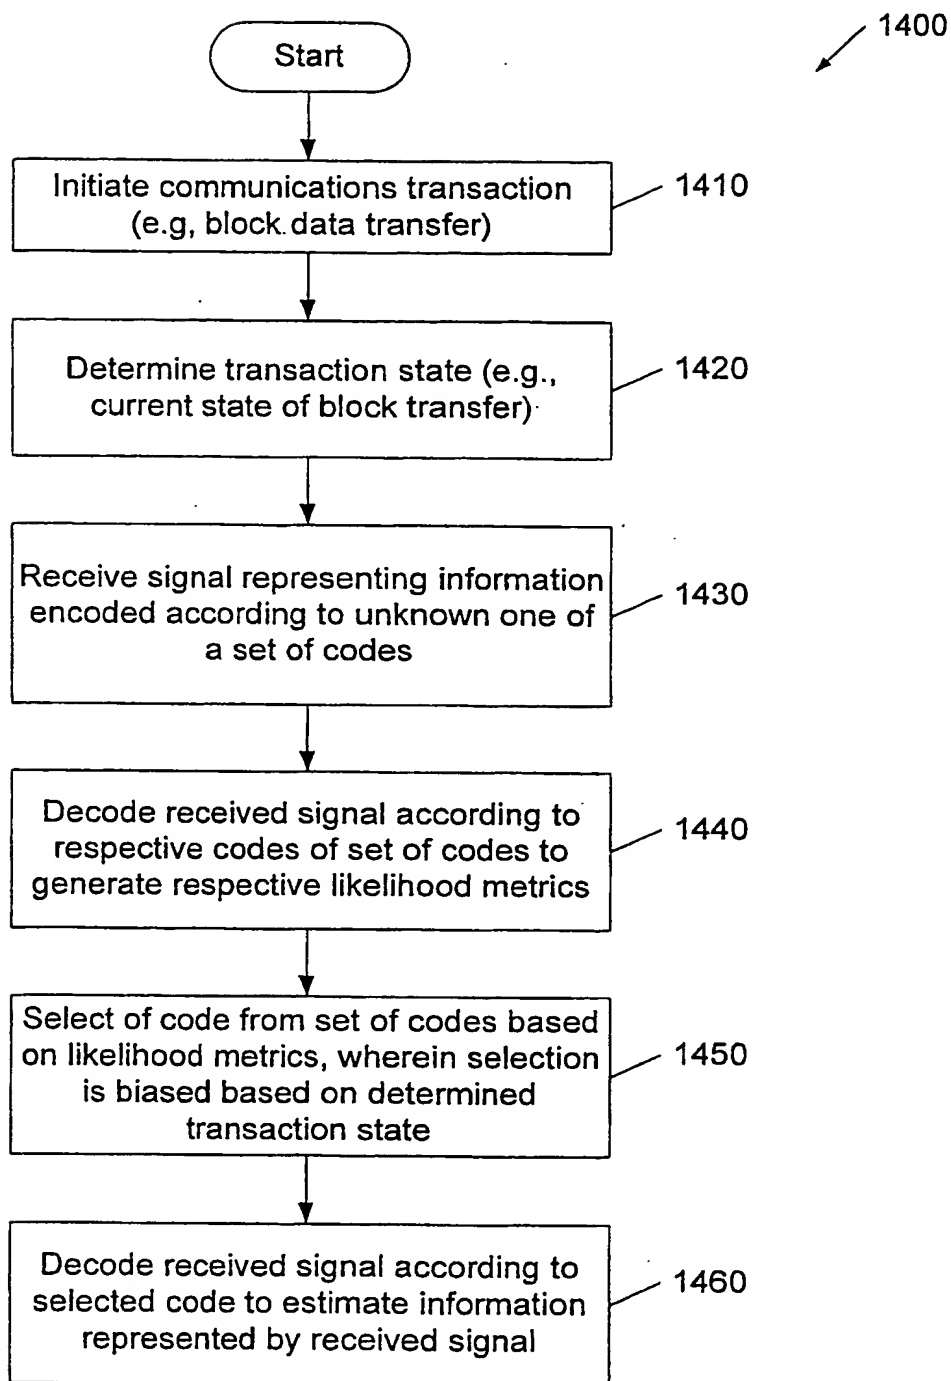 1400
Start
Initiate communications transaction
(e.g, block data transfer)
1410
Determine transaction state (e.g.,
current state of block transfer)
1420
Receive signal representing information
encoded according to unknown one of
a set of codes
1430
Decode received signal according to
respective codes of set of codes to
generate respective likelihood metrics
1440
Select of code from set of codes based
on likelihood metrics, wherein selection
is biased based on determined
transaction state
1450
Decode received signal according to
selected code to estimate information
represented by received signal
1460